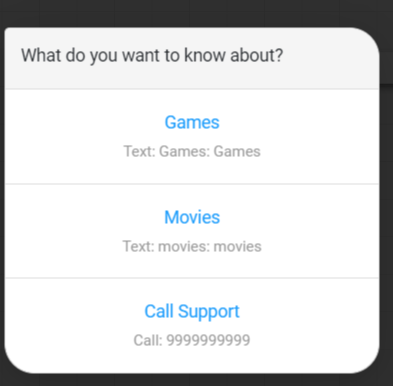 What do you want to know about?
Games
Text: Games: Games
Movies
Text: movies: movies
Call Support
Call: 9999999999